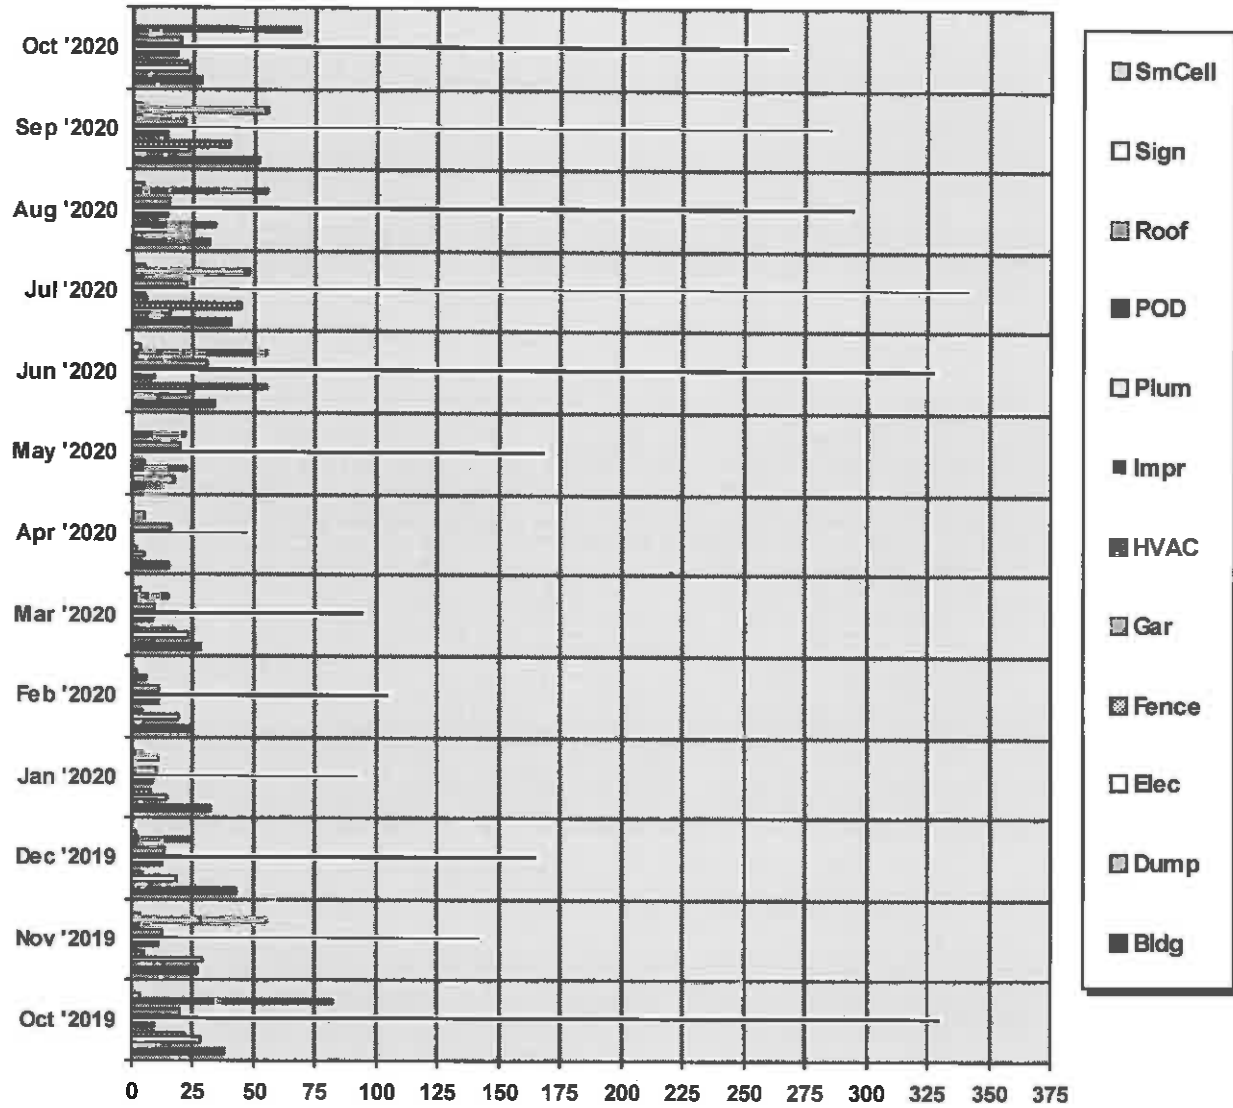 Oct '2020
Sep '2020
Aug '2020
Jul '2020
Jun '2020
May '2020
Apr '2020
Mar '2020
Feb '2020
Jan '2020
Dec '2019
Nov '2019
Oct '2019
0 25 50 75 100 125 150 175 200 225 250 275 300 325 350 375
SmCell
Sign
Roof
POD
Plum
Impr
HVAC
Gar
Fence
Elec
Dump
Bldg